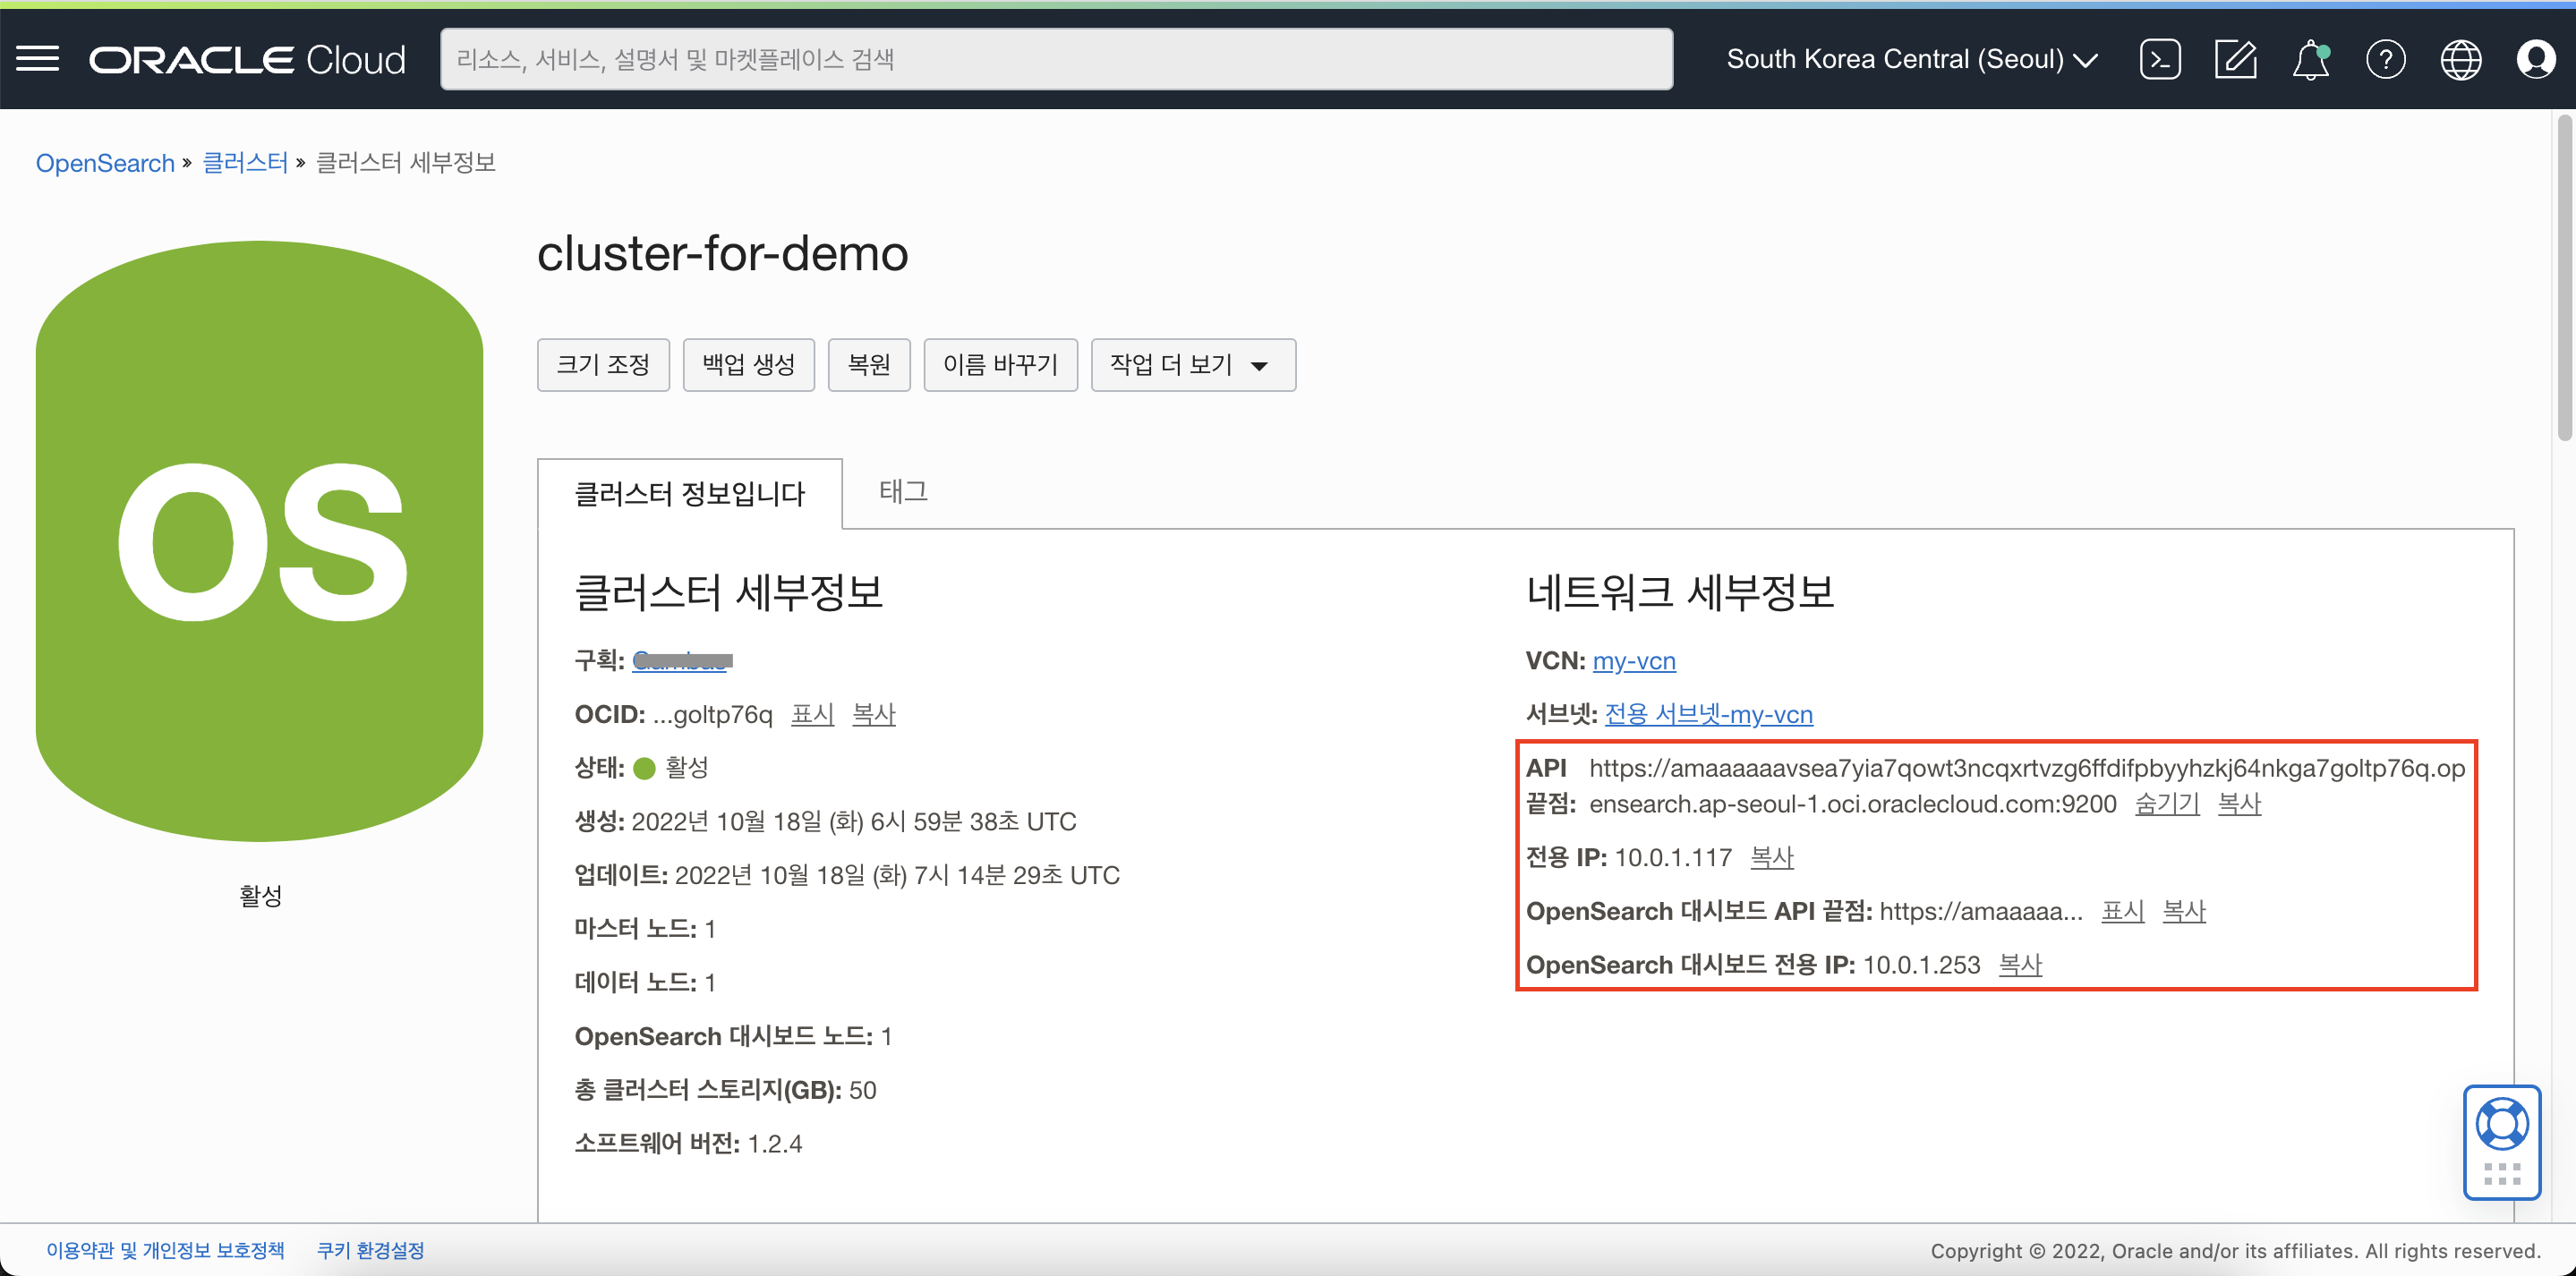 ORACLE Cloud
리소스, 서비스, 설명서 및 마켓플레이스 검색
South Korea Central (Seoul)
OpenSearch » 클러스터 » 클러스터 세부정보
OS
활성
cluster-for-demo
크기 조정 백업 생성 복원 이름 바꾸기 작업 더 보기
클러스터 정보입니다 태그
클러스터 세부정보
구획:
OCID: ...goltp76q 표시 복사
상태: 활성
생성: 2022년 10월 18일 (화) 6시 59분 38초 UTC
업데이트: 2022년 10월 18일 (화) 7시 14분 29초 UTC
마스터 노드: 1
데이터 노드: 1
OpenSearch 대시보드 노드: 1
총 클러스터 스토리지(GB): 50
소프트웨어 버전: 1.2.4
네트워크 세부정보
VCN: my-vcn
서브넷: 전용 서브넷-my-vcn
API https://amaaaaaavsea7yia7qowt3ncqxrtvzg6ffdifpbyyhzkj64nkga7goltp76q.op
끝점: ensearch.ap-seoul-1.oci.oraclecloud.com:9200 숨기기 복사
전용 IP: 10.0.1.117 복사
OpenSearch 대시보드 API 끝점: https://amaaaaa... 표시 복사
OpenSearch 대시보드 전용 IP: 10.0.1.253 복사
이용약관 및 개인정보 보호정책 쿠키 환경설정
Copyright © 2022, Oracle and/or its affiliates. All rights reserved.